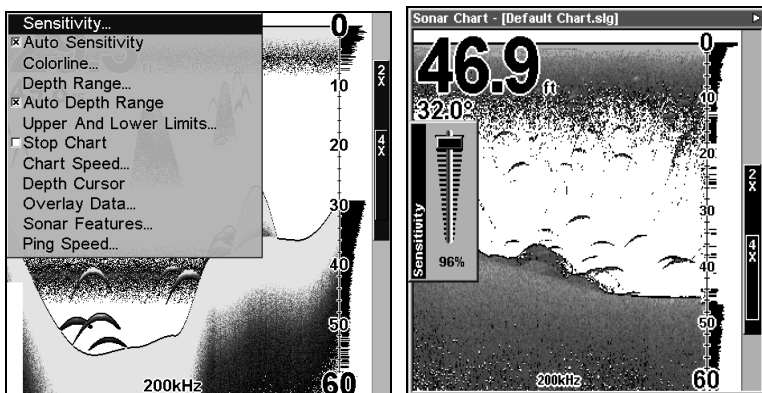 Sensitivity...
Auto Sensitivity
Colorline...
Depth Range...
Auto Depth Range
Upper And Lower Limits...
Stop Chart
Chart Speed...
Depth Cursor
Overlay Data...
Sonar Features...
Ping Speed...
0
10
20
30
40
50
60
2X
4X
200kHz
Sonar Chart - [Default Chart.slg]
46.9 ft
32.0°
Sensitivity
96%
0
10
20
30
40
50
60
2X
4X
200kHz